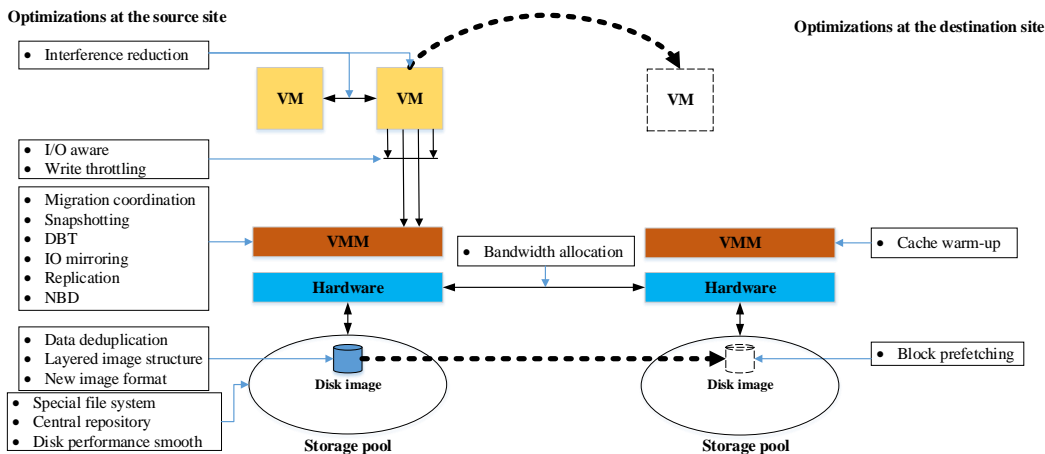 Optimizations at the source site
Optimizations at the destination site
• Interference reduction
VM
VM
VM
• I/O aware
• Write throttling
• Migration coordination
• Snapshotting
• DBT
• IO mirroring
• Replication
• NBD
VMM
• Bandwidth allocation
VMM
• Cache warm-up
Hardware
Hardware
• Data deduplication
• Layered image structure
• New image format
Disk image
Disk image
• Block prefetching
• Special file system
• Central repository
• Disk performance smooth
Storage pool
Storage pool